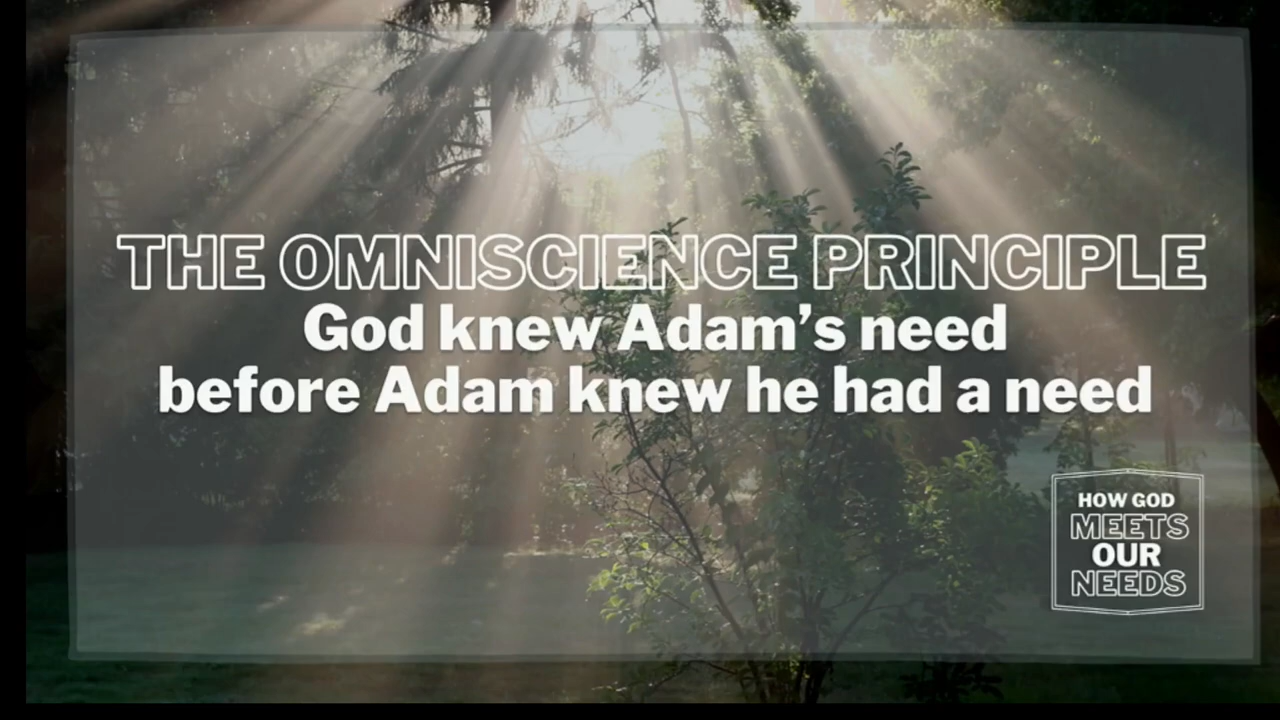 THE OMNISCIENCE PRINCIPLE
God knew Adam’s need
before Adam knew he had a need
HOW GOD
MEETS
OUR
NEEDS